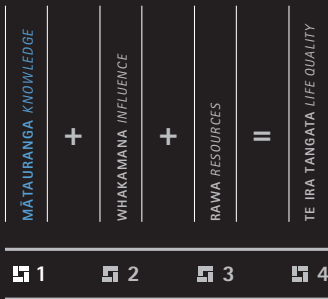 MĀTAURANGA KNOWLEDGE
+
WHAKAMANA INFLUENCE
+
RAWA RESOURCES
=
TE IRA TANGATA LIFE QUALITY
1
2
3
4